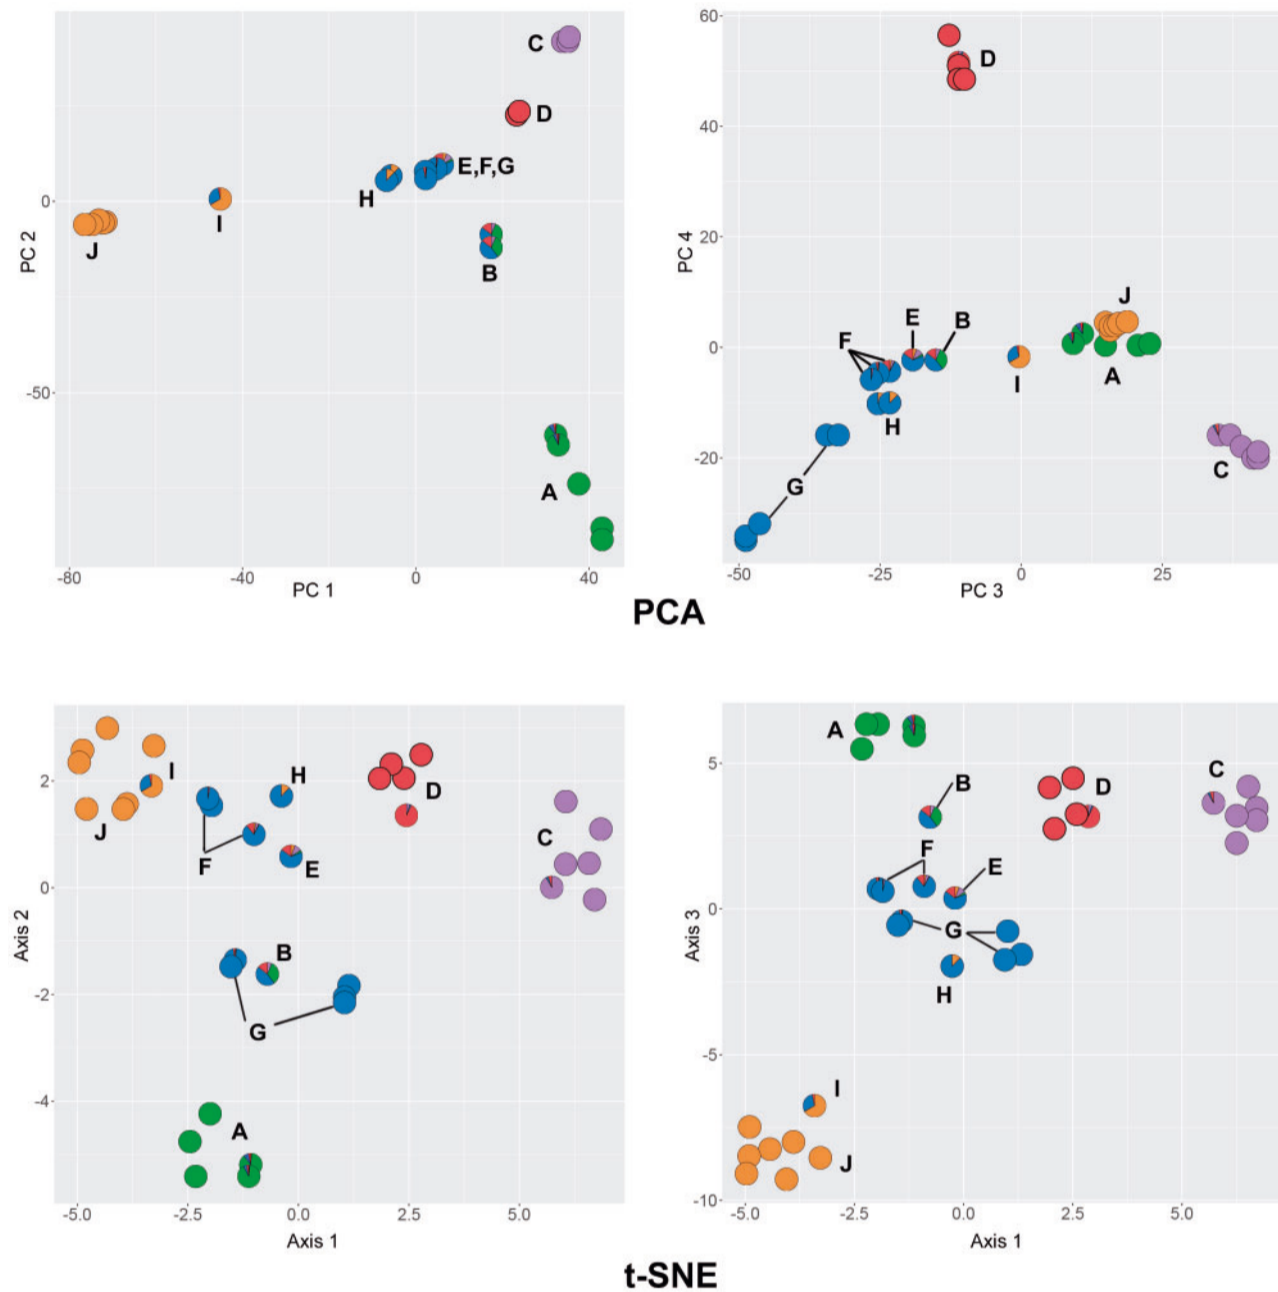 C
D
E,F,G
H
I
J
B
A
0
-50
PC 2
-80
-40
0
40
PC 1
60
40
20
0
-20
PC 4
D
J
E
B
F
I
A
H
C
G
-50
-25
0
25
PC 3
PCA
2
0
-2
-4
Axis 2
I
H
D
J
F
E
C
B
G
A
-5.0
-2.5
0.0
2.5
5.0
Axis 1
5
0
-5
-10
Axis 3
A
B
D
C
F
E
G
H
I
J
-5.0
-2.5
0.0
2.5
5.0
Axis 1
t-SNE